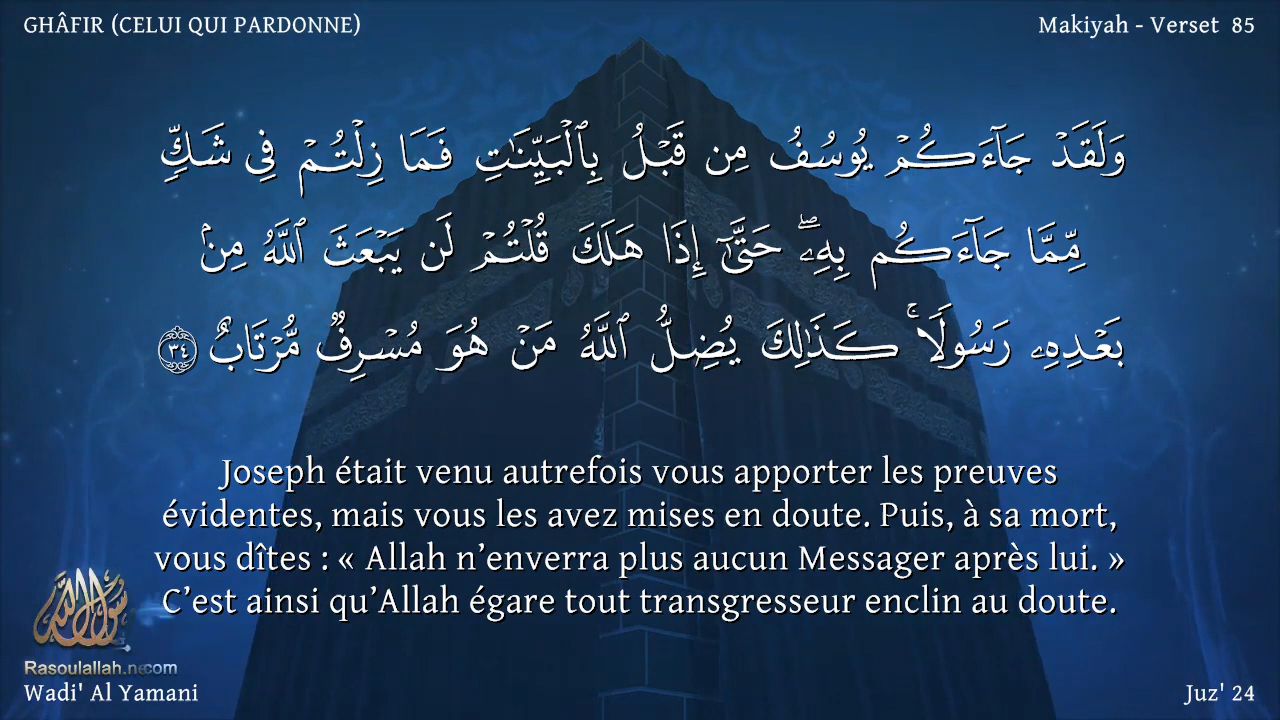 GHÂFIR (CELUI QUI PARDONNE)
Makiyah - Verset 85
وَلَقَدْ جَآءَكُمْ يُوسُفُ مِن قَبْلُ بِٱلْبَيِّنَٰتِ فَمَا زِلْتُمْ فِى شَكٍّ
مِّمَّا جَآءَكُم بِهِۦ ۖ حَتَّىٰٓ إِذَا هَلَكَ قُلْتُمْ لَن يَبْعَثَ ٱللَّهُ مِنۢ
بَعْدِهِۦ رَسُولًا ۚ كَذَٰلِكَ يُضِلُّ ٱللَّهُ مَنْ هُوَ مُسْرِفٌ مُّرْتَابٌ ٣٤
Joseph était venu autrefois vous apporter les preuves
évidentes, mais vous les avez mises en doute. Puis, à sa mort,
vous dîtes : « Allah n’enverra plus aucun Messager après lui. »
C’est ainsi qu’Allah égare tout transgresseur enclin au doute.
رسول الله
Wadi' Al Yamani
Juz' 24